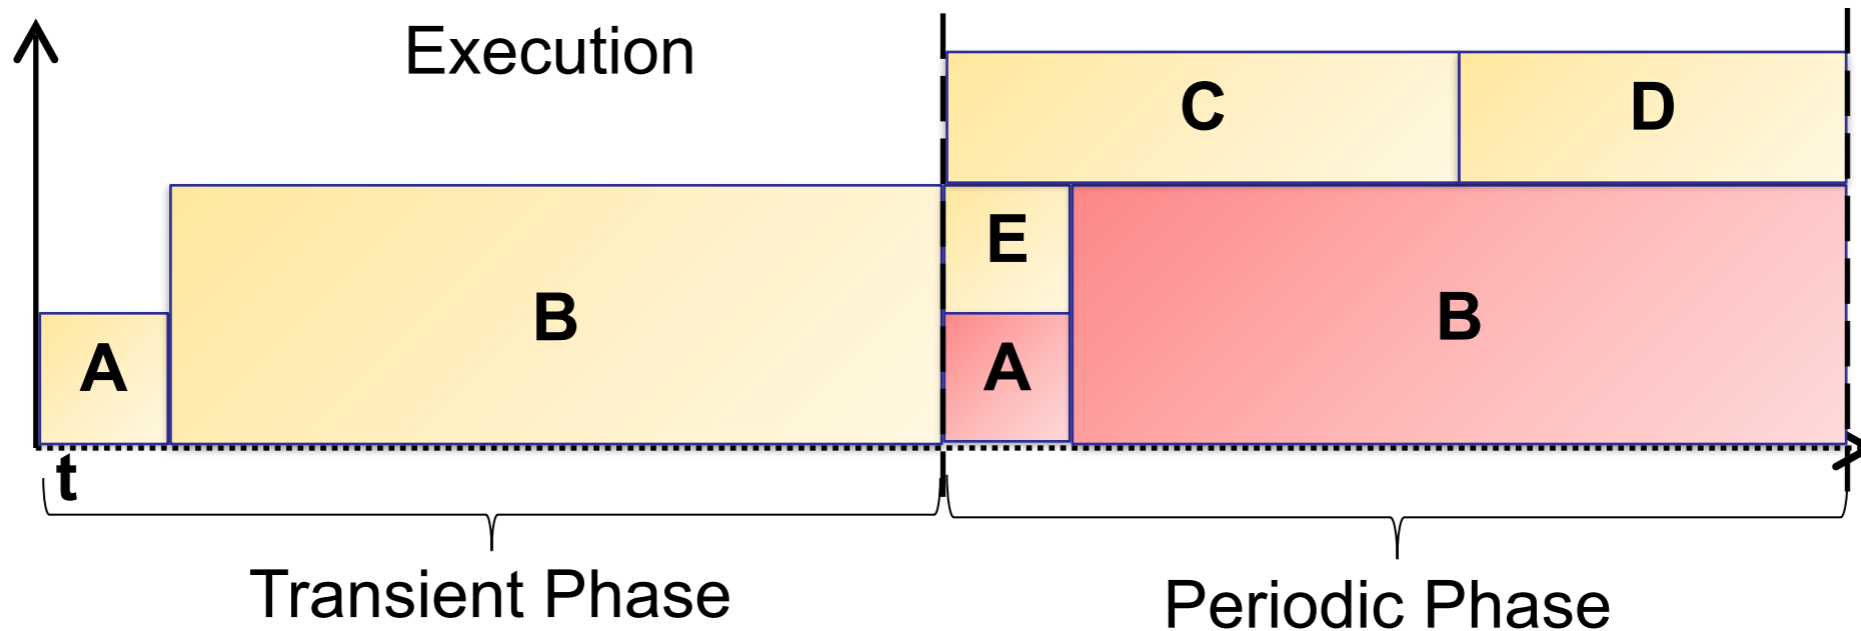 Execution
C
D
E
B
B
A
A
t
Transient Phase
Periodic Phase